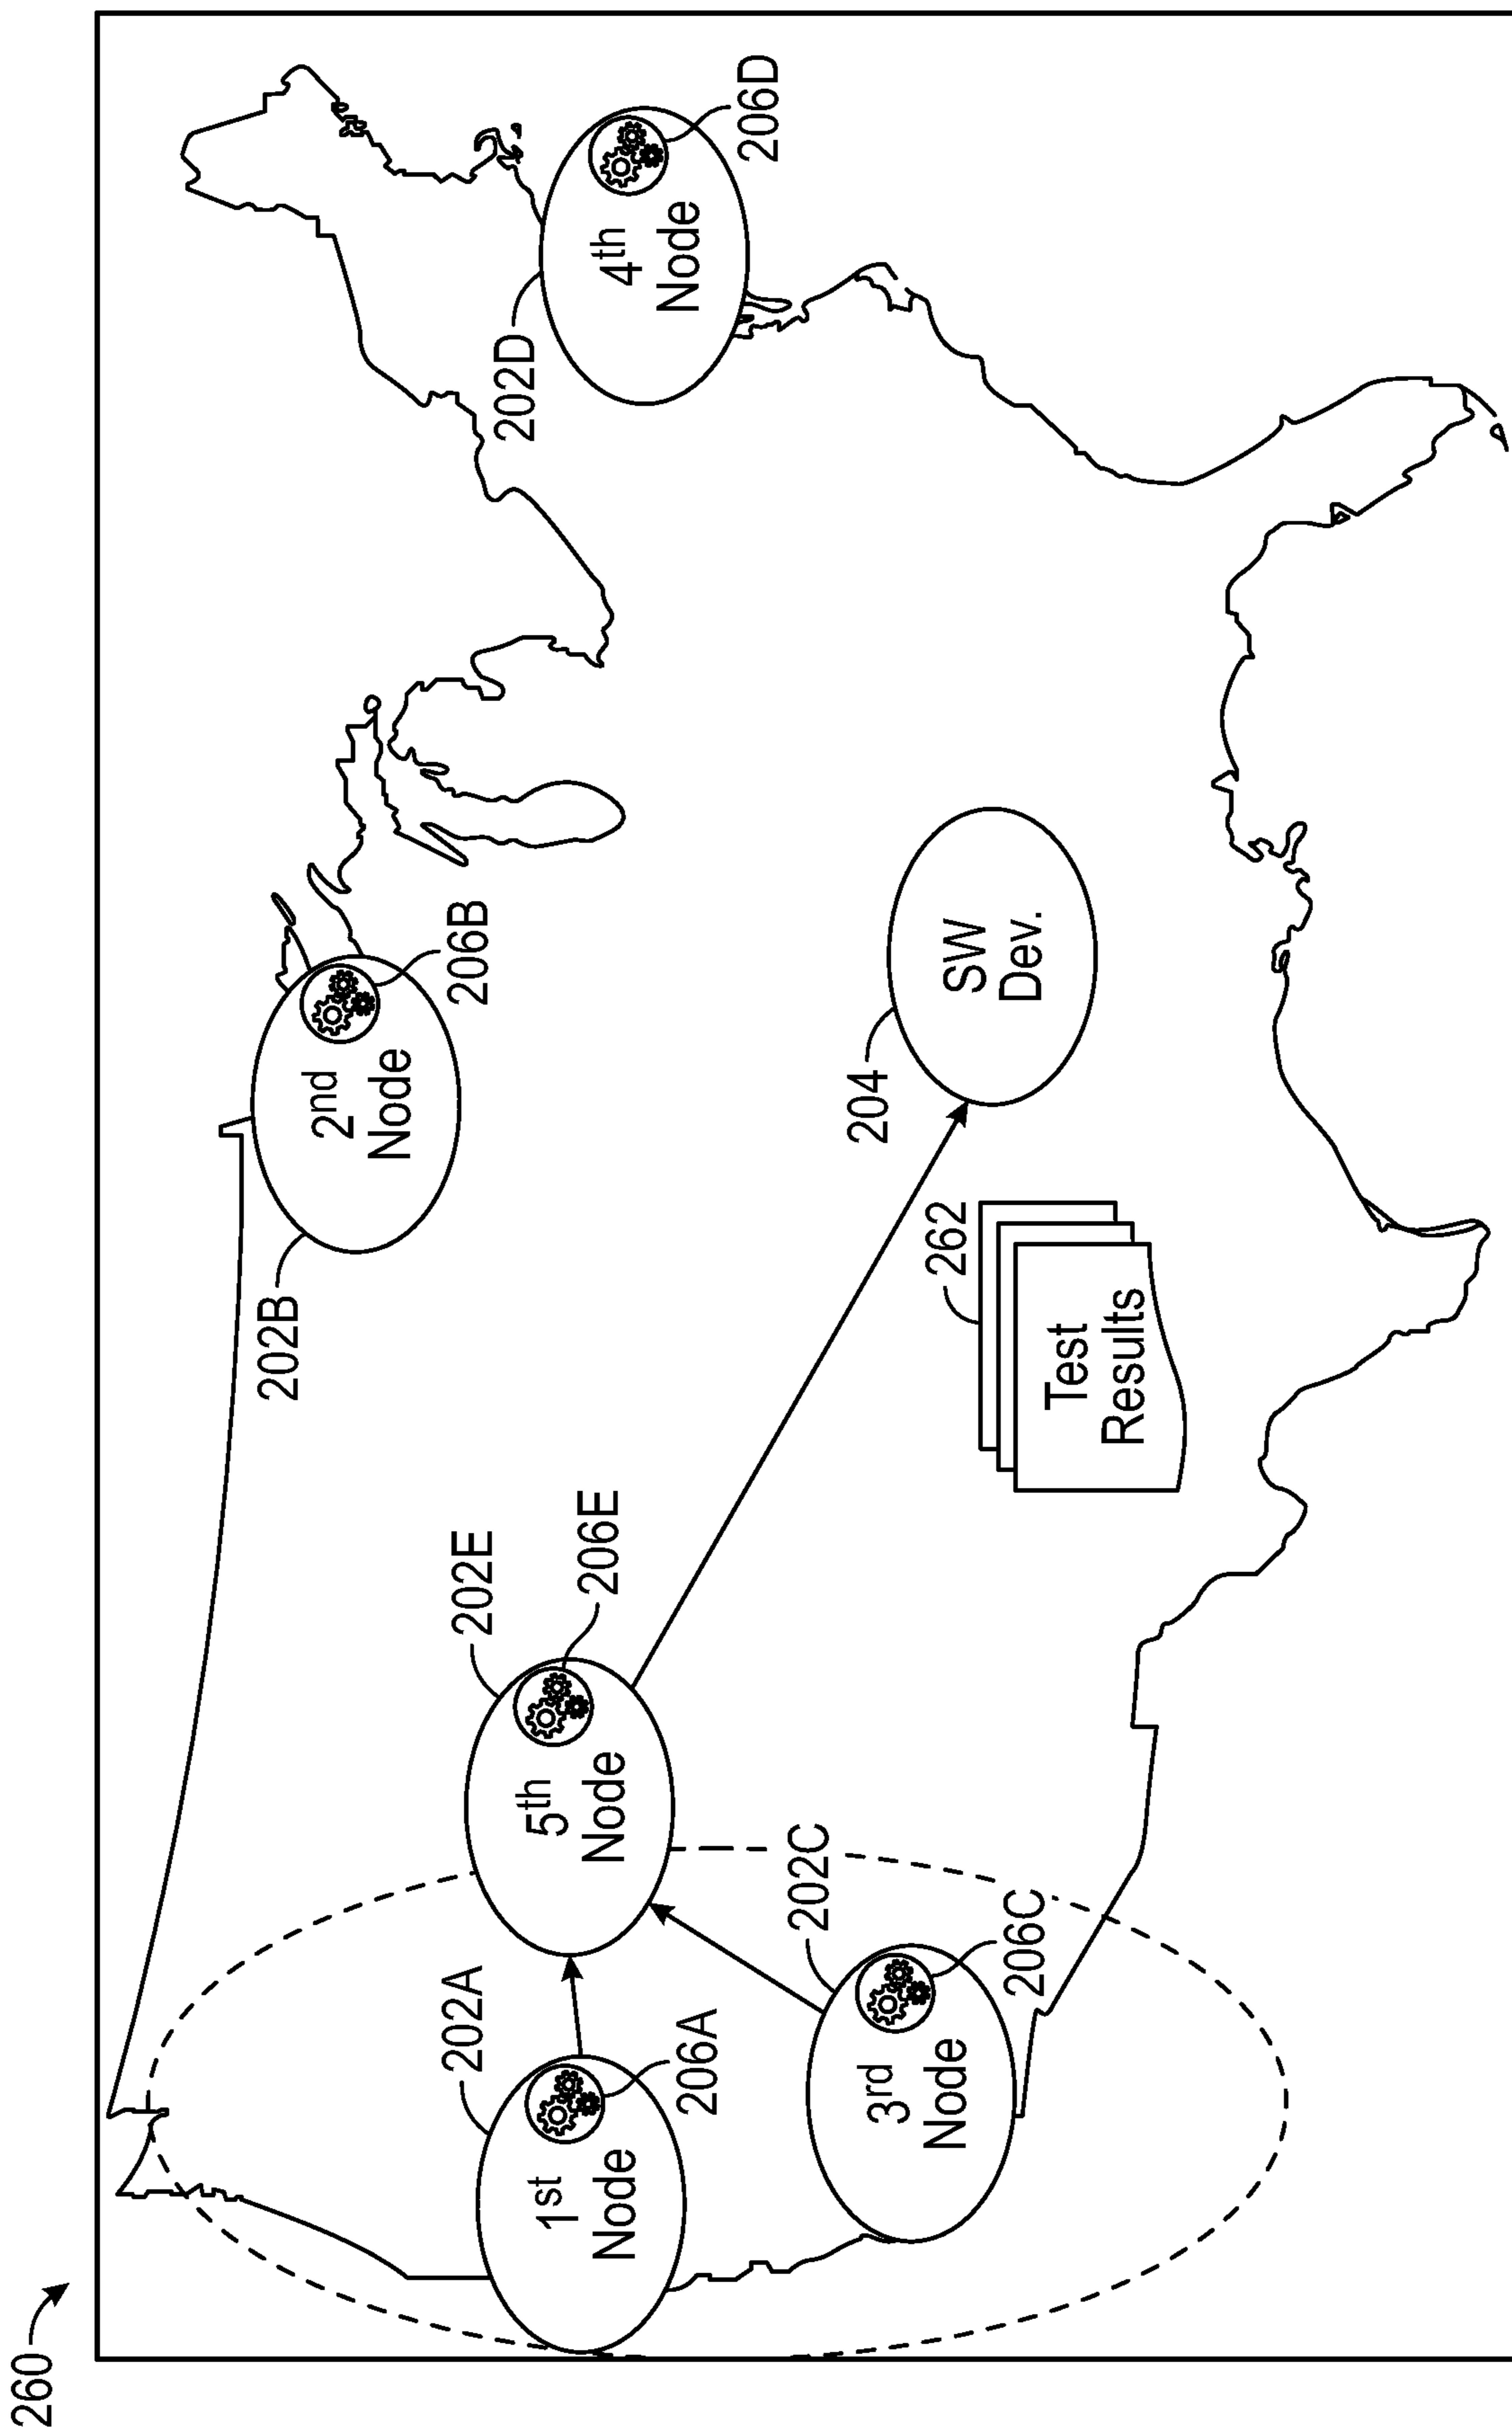 260
202B
2nd
Node
206B
202D
4th
Node
206D
202A
1st
Node
206A
202E
5th
Node
206E
204
SW
Dev.
202C
3rd
Node
206C
262
Test
Results